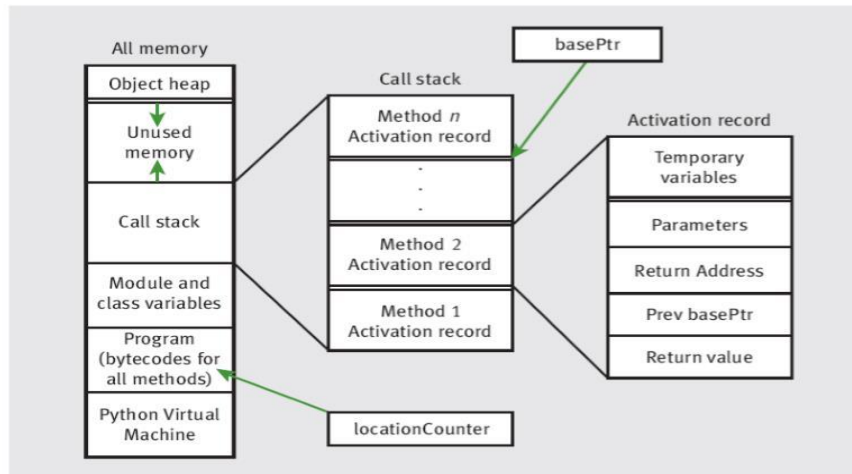 All memory
Object heap
Unused
memory
Call stack
Module and
class variables
Program
(bytecodes for
all methods)
Python Virtual
Machine
Call stack
Method n
Activation record
.
.
.
Method 2
Activation record
Method 1
Activation record
basePtr
locationCounter
Activation record
Temporary
variables
Parameters
Return Address
Prev basePtr
Return value